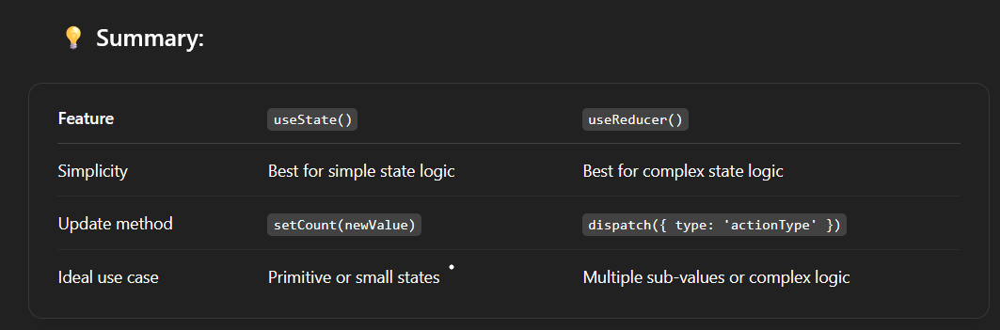 💡 Summary:
Feature useState() useReducer()
Simplicity Best for simple state logic Best for complex state logic
Update method setCount(newValue) dispatch({ type: 'actionType' })
Ideal use case Primitive or small states Multiple sub-values or complex logic